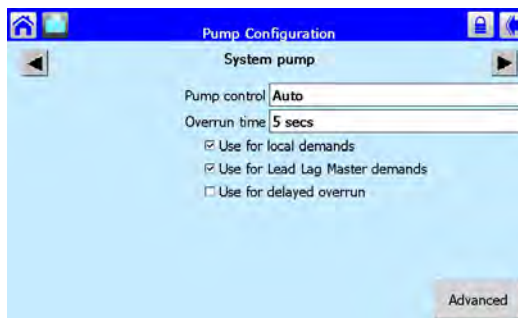 Pump Configuration
System pump
Pump control Auto
Overrun time 5 secs
Use for local demands
Use for Lead Lag Master demands
Use for delayed overrun
Advanced